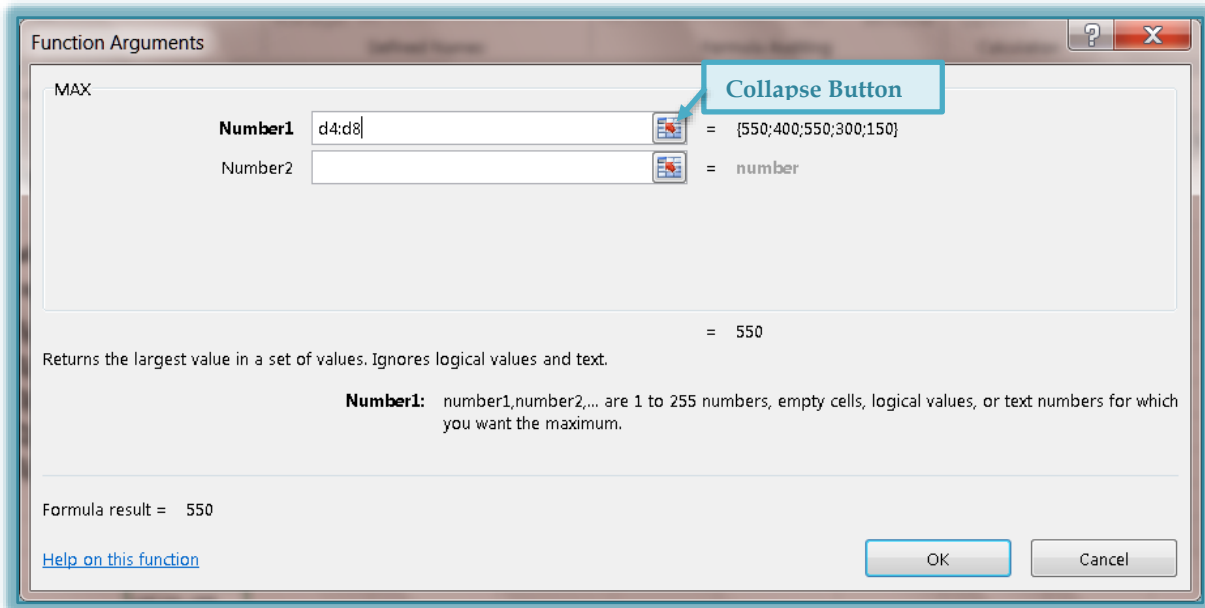 Function Arguments
Collapse Button
MAX
Number1 d4:d8 = {550;400;550;300;150}
Number2 = number
= 550
Returns the largest value in a set of values. Ignores logical values and text.
Number1: number1,number2,... are 1 to 255 numbers, empty cells, logical values, or text numbers for which
you want the maximum.
Formula result = 550
Help on this function OK Cancel